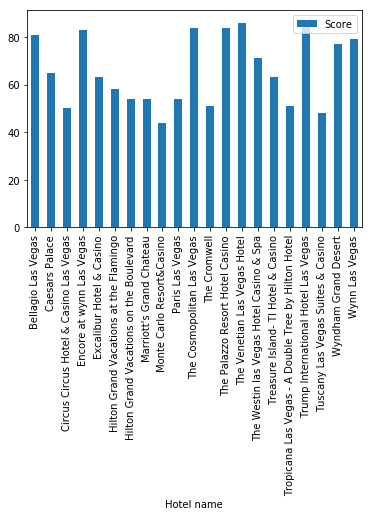 Score
80
60
40
20
0
Bellagio Las Vegas
Caesars Palace
Circus Circus Hotel & Casino Las Vegas
Encore at wynn Las Vegas
Excalibur Hotel & Casino
Hilton Grand Vacations at the Flamingo
Hilton Grand Vacations on the Boulevard
Marriott's Grand Chateau
Monte Carlo Resort&Casino
Paris Las Vegas
The Cosmopolitan Las Vegas
The Cromwell
The Palazzo Resort Hotel Casino
The Venetian Las Vegas Hotel
The Westin las Vegas Hotel Casino & Spa
Treasure Island- TI Hotel & Casino
Tropicana Las Vegas - A Double Tree by Hilton Hotel
Trump International Hotel Las Vegas
Tuscany Las Vegas Suites & Casino
Wyndham Grand Desert
Wynn Las Vegas
Hotel name